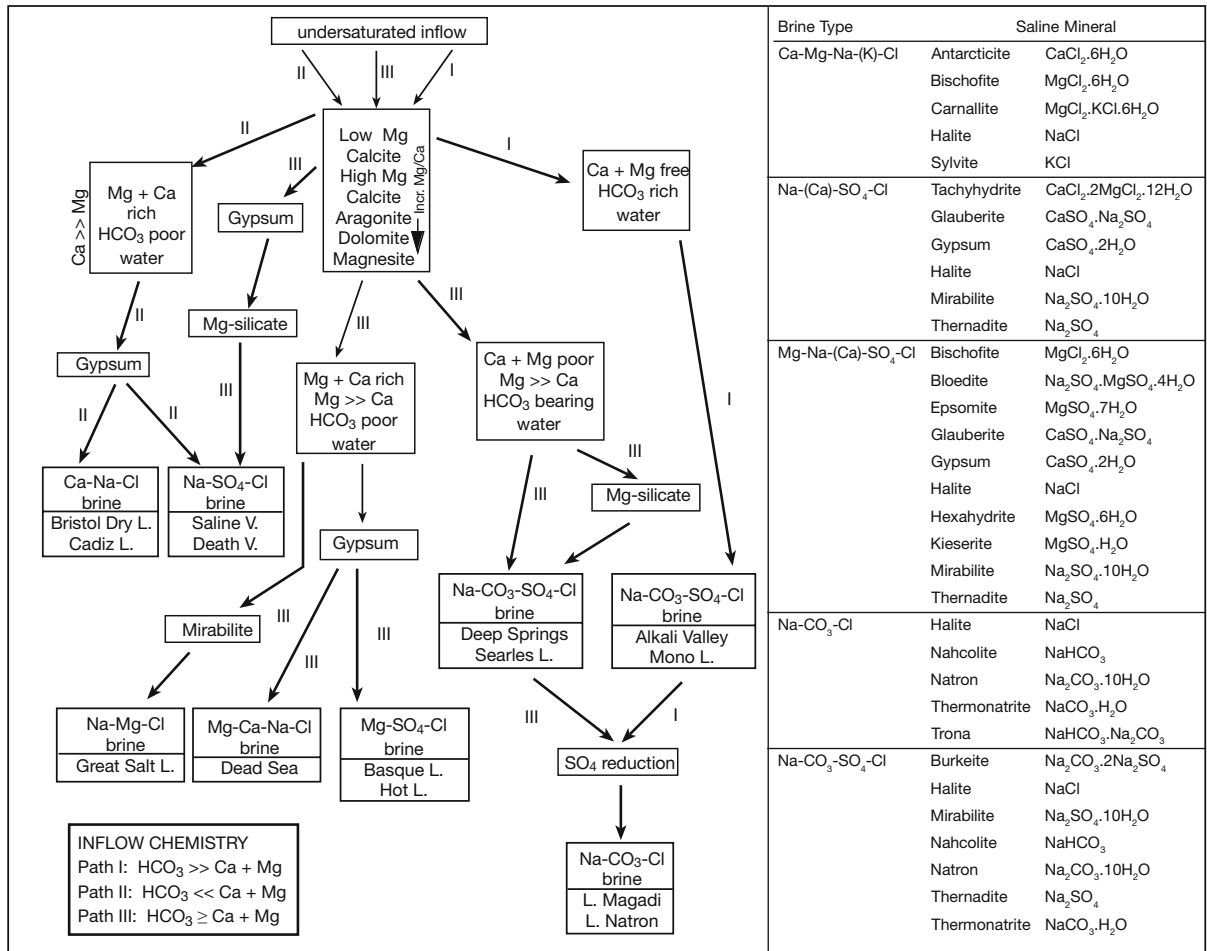 undersaturated inflow
II
III
I
II
III
I
Low Mg
Calcite
High Mg
Calcite
Aragonite
Dolomite
Magnesite
Incr. Mg/Ca
Ca >> Mg
Mg + Ca
rich
HCO₃ poor
water
Gypsum
Ca + Mg free
HCO₃ rich
water
II
Mg-silicate
III
III
Gypsum
Mg + Ca rich
Mg >> Ca
HCO₃ poor
water
Ca + Mg poor
Mg >> Ca
HCO₃ bearing
water
I
II
II
III
III
III
Mg-silicate
Ca-Na-Cl
brine
Bristol Dry L.
Cadiz L.
Na-SO₄-Cl
brine
Saline V.
Death V.
Gypsum
Na-CO₃-SO₄-Cl
brine
Deep Springs
Searles L.
Na-CO₃-SO₄-Cl
brine
Alkali Valley
Mono L.
Mirabilite
III
III
III
Na-Mg-Cl
brine
Great Salt L.
Mg-Ca-Na-Cl
brine
Dead Sea
Mg-SO₄-Cl
brine
Basque L.
Hot L.
III
I
SO₄ reduction
Na-CO₃-Cl
brine
L. Magadi
L. Natron
INFLOW CHEMISTRY
Path I: HCO₃ >> Ca + Mg
Path II: HCO₃ << Ca + Mg
Path III: HCO₃ ≥ Ca + Mg
Brine Type Saline Mineral
Ca-Mg-Na-(K)-Cl Antarcticite CaCl₂.6H₂O
Bischofite MgCl₂.6H₂O
Carnallite MgCl₂.KCl.6H₂O
Halite NaCl
Sylvite KCl
Na-(Ca)-SO₄-Cl Tachyhydrite CaCl₂.2MgCl₂.12H₂O
Glauberite CaSO₄.Na₂SO₄
Gypsum CaSO₄.2H₂O
Halite NaCl
Mirabilite Na₂SO₄.10H₂O
Thernadite Na₂SO₄
Mg-Na-(Ca)-SO₄-Cl Bischofite MgCl₂.6H₂O
Bloedite Na₂SO₄.MgSO₄.4H₂O
Epsomite MgSO₄.7H₂O
Glauberite CaSO₄.Na₂SO₄
Gypsum CaSO₄.2H₂O
Halite NaCl
Hexahydrite MgSO₄.6H₂O
Kieserite MgSO₄.H₂O
Mirabilite Na₂SO₄.10H₂O
Thernadite Na₂SO₄
Na-CO₃-Cl Halite NaCl
Nahcolite NaHCO₃
Natron Na₂CO₃.10H₂O
Thermonatrite NaCO₃.H₂O
Trona NaHCO₃.Na₂CO₃
Na-CO₃-SO₄-Cl Burkeite Na₂CO₃.2Na₂SO₄
Halite NaCl
Mirabilite Na₂SO₄.10H₂O
Nahcolite NaHCO₃
Natron Na₂CO₃.10H₂O
Thernadite Na₂SO₄
Thermonatrite NaCO₃.H₂O